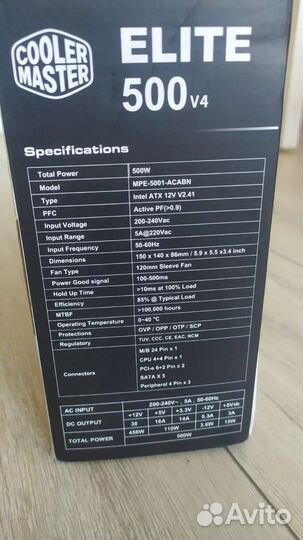 COOLER
MASTER
ELITE
500 V4
Specifications
Total Power 500W
Model MPE-5001-ACABN
Type Intel ATX 12V V2.41
PFC Active PF(>0.9)
Input Voltage 200-240Vac
Input Range 5A@220Vac
Input Frequency 50-60Hz
Dimensions 150 x 140 x 86mm / 5.9 x 5.5 x3.4 inch
Fan Type 120mm Sleeve Fan
Power Good signal 100-500ms
Hold Up Time >10ms at 100% Load
Efficiency 85% @ Typical Load
MTBF >100,000 hours
Operating Temperature 0~40 °C
Protections OVP / OPP / OTP / SCP
Regulatory TUV, CCC, CE, EAC, RCM
Connectors M/B 24 Pin x 1
CPU 4+4 Pin x 1
PCI-e 6+2 Pin x 2
SATA X 5
Peripheral 4 Pin x 3
AC INPUT 200-240V~ , 5A , 50-60Hz
DC OUTPUT +12V +5V +3.3V -12V +5Vsb
38 16A 14A 0.3A 3A
456W 110W 3.6W 15W
TOTAL POWER 500W
Avito